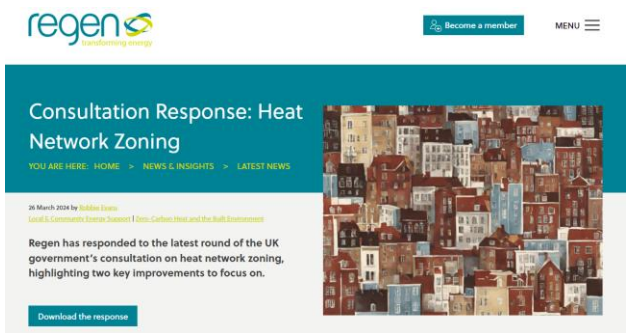 regen
transforming energy
Become a member
MENU
Consultation Response: Heat
Network Zoning
YOU ARE HERE: HOME > NEWS & INSIGHTS > LATEST NEWS
26 March 2024 by Robbie Evans
Local & Community Energy Support | Zero-Carbon Heat and the Built Environment
Regen has responded to the latest round of the UK
government's consultation on heat network zoning,
highlighting two key improvements to focus on.
Download the response